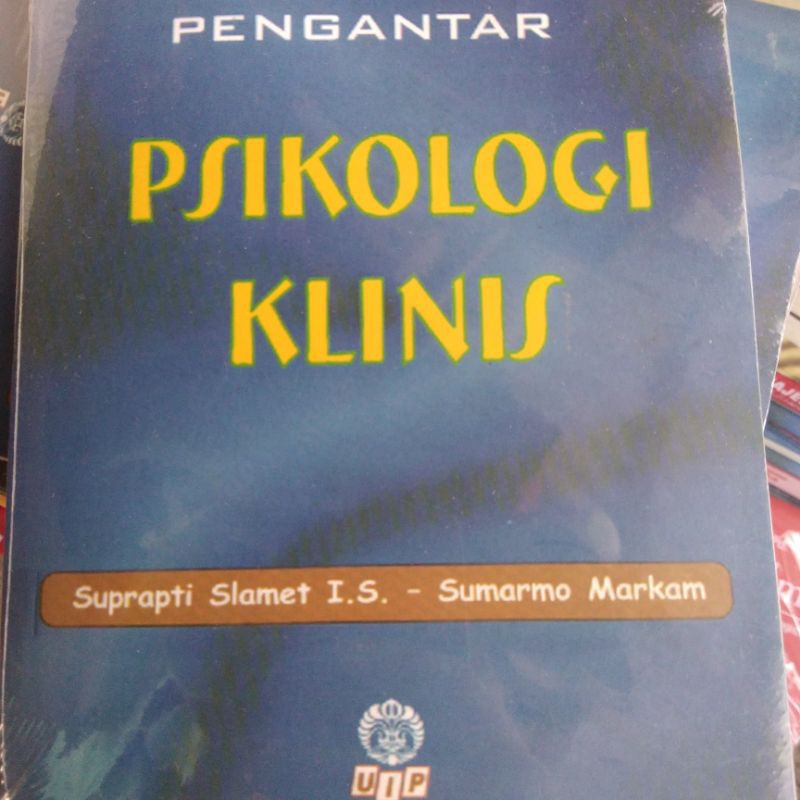 PENGANTAR
PSIKOLOGI
KLINIS
Suprapti Slamet I.S. - Sumarmo Markam
UIP